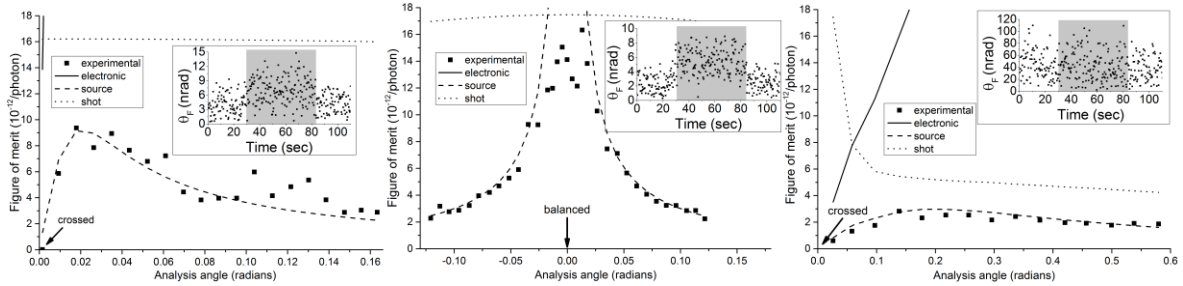 18
16
14
12
10
8
6
4
2
0
Figure of merit (10⁻¹²/photon)
0.00 0.02 0.04 0.06 0.08 0.10 0.12 0.14 0.16
Analysis angle (radians)
experimental
electronic
source
shot
crossed
15
12
9
6
3
0
θF (nrad)
0 20 40 60 80 100
Time (sec)
18
16
14
12
10
8
6
4
2
0
Figure of merit (10⁻¹²/photon)
-0.10 -0.05 0.00 0.05 0.10
Analysis angle (radians)
experimental
electronic
source
shot
balanced
10
8
6
4
2
0
θF (nrad)
0 20 40 60 80 100
Time (sec)
18
16
14
12
10
8
6
4
2
0
Figure of merit (10⁻¹²/photon)
0.0 0.1 0.2 0.3 0.4 0.5 0.6
Analysis angle (radians)
experimental
electronic
source
shot
crossed
120
100
80
60
40
20
0
θF (nrad)
0 20 40 60 80 100
Time (sec)